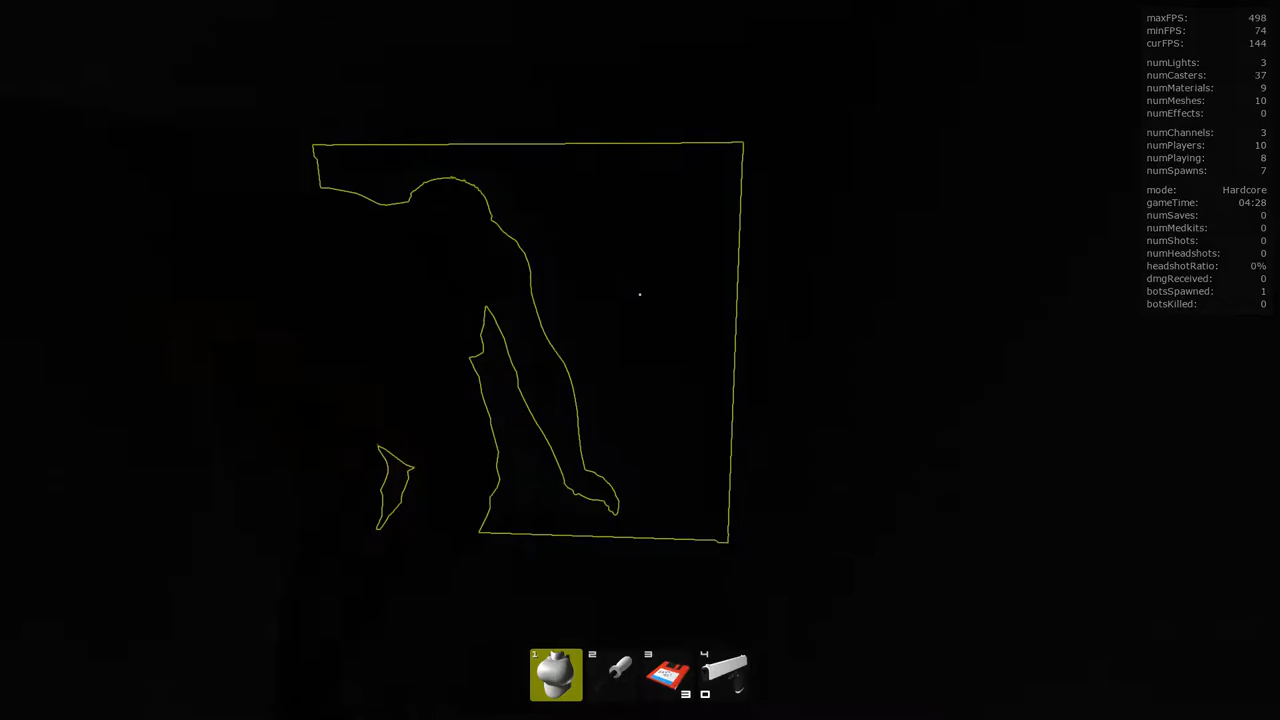 maxFPS: 498
minFPS: 74
curFPS: 144
numLights: 3
numCasters: 37
numMaterials: 9
numMeshes: 10
numEffects: 0
numChannels: 3
numPlayers: 10
numPlaying: 8
numSpawns: 7
mode: Hardcore
gameTime: 04:28
numSaves: 0
numMedkits: 0
numShots: 0
numHeadshots: 0
headshotRatio: 0%
dmgReceived: 0
botsSpawned: 1
botsKilled: 0
1 2 3 4
3 0